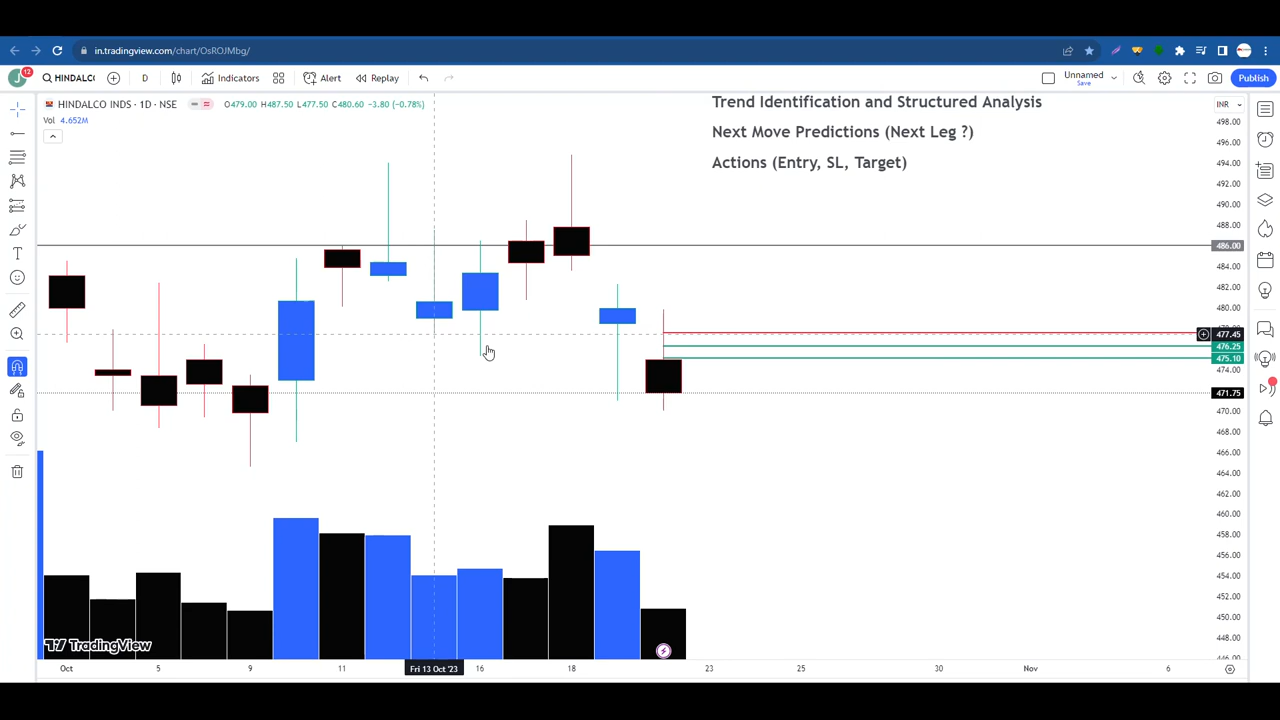 in.tradingview.com/chart/OsROJMbg/
J
12
HINDALCO
D
Indicators
Alert
Replay
Unnamed
Save
Publish
HINDALCO INDS · 1D · NSE
O479.00 H487.50 L477.50 C480.60 -3.80 (-0.78%)
INR
Vol 4.652M
Trend Identification and Structured Analysis
Next Move Predictions (Next Leg ?)
Actions (Entry, SL, Target)
498.00
496.00
494.00
492.00
490.00
488.00
486.00
484.00
482.00
480.00
477.45
476.25
475.10
474.00
471.75
470.00
468.00
466.00
464.00
462.00
460.00
458.00
456.00
454.00
452.00
450.00
448.00
TradingView
Oct
5
9
11
Fri 13 Oct '23
16
18
23
25
30
Nov
6